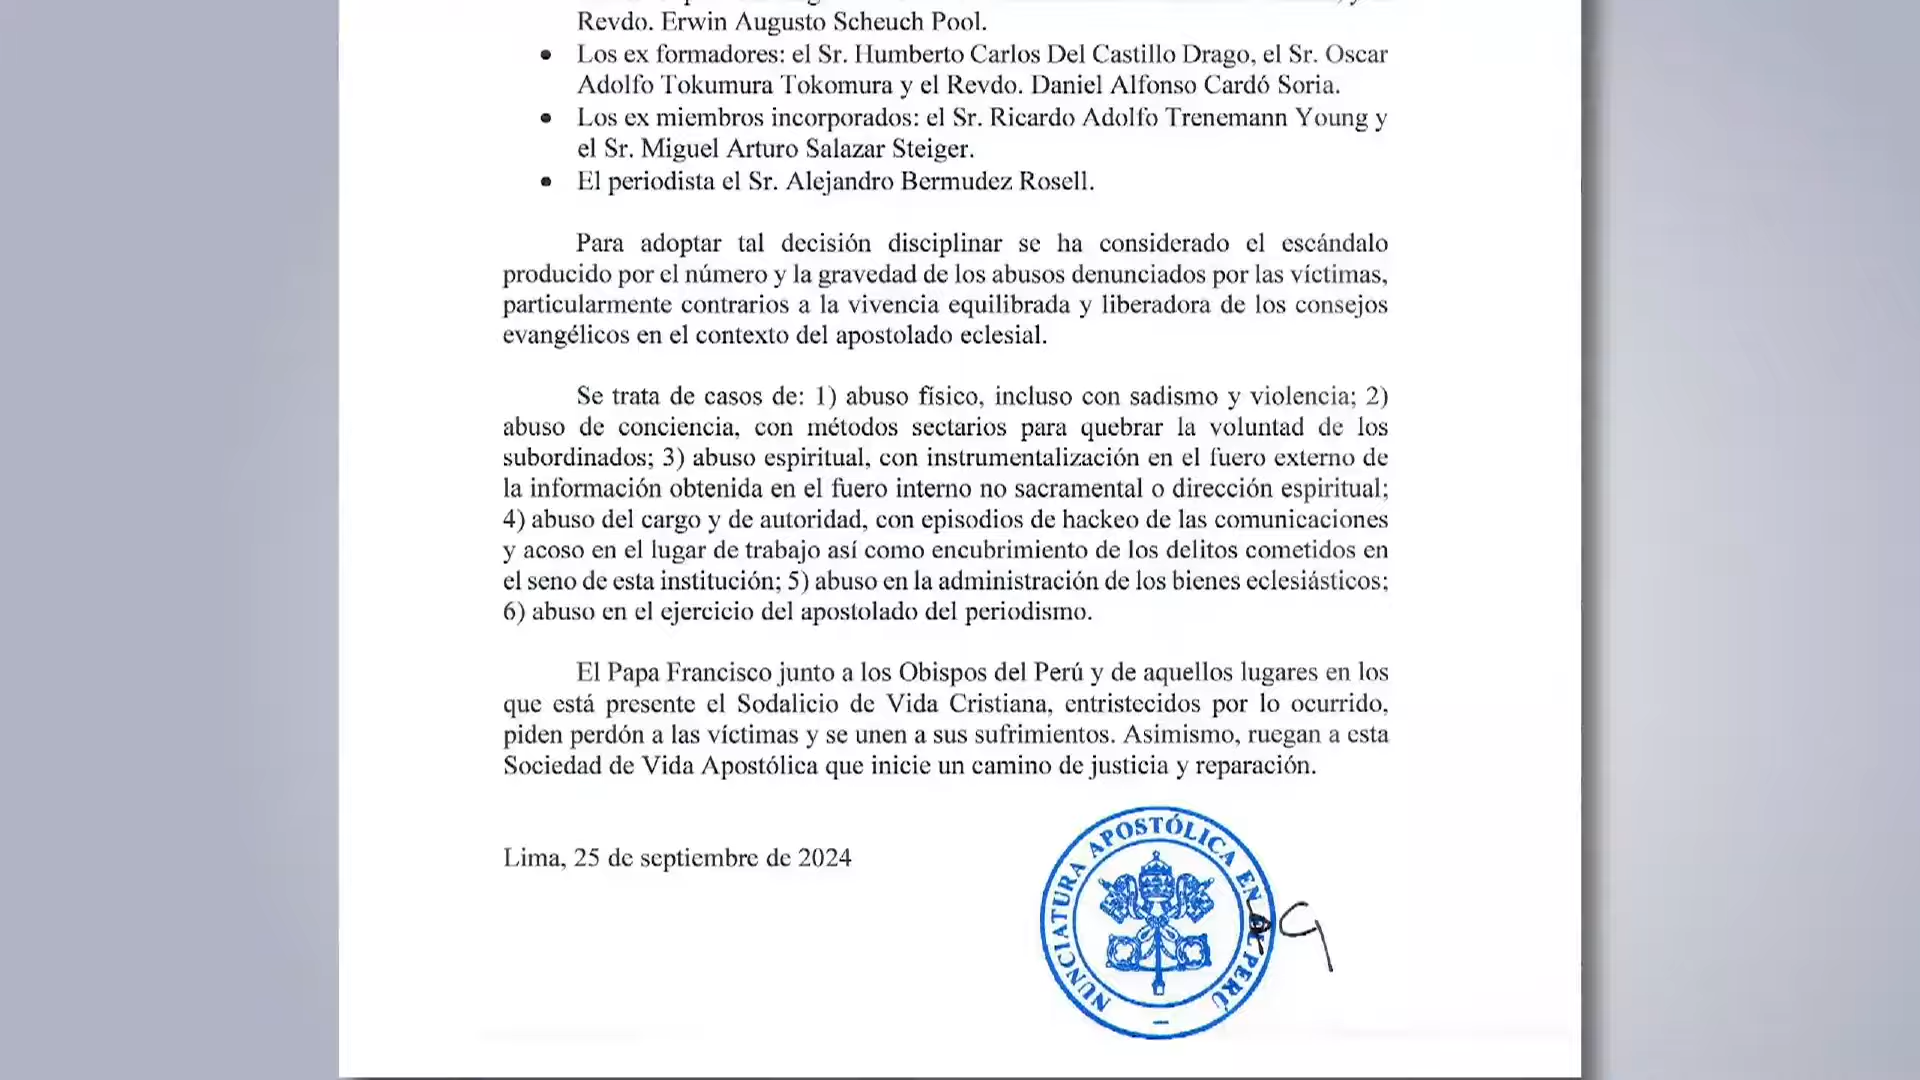 Revdo. Erwin Augusto Scheuch Pool.
• Los ex formadores: el Sr. Humberto Carlos Del Castillo Drago, el Sr. Oscar
Adolfo Tokumura Tokomura y el Revdo. Daniel Alfonso Cardó Soria.
• Los ex miembros incorporados: el Sr. Ricardo Adolfo Trenemann Young y
el Sr. Miguel Arturo Salazar Steiger.
• El periodista el Sr. Alejandro Bermudez Rosell.
Para adoptar tal decisión disciplinar se ha considerado el escándalo
producido por el número y la gravedad de los abusos denunciados por las víctimas,
particularmente contrarios a la vivencia equilibrada y liberadora de los consejos
evangélicos en el contexto del apostolado eclesial.
Se trata de casos de: 1) abuso físico, incluso con sadismo y violencia; 2)
abuso de conciencia, con métodos sectarios para quebrar la voluntad de los
subordinados; 3) abuso espiritual, con instrumentalización en el fuero externo de
la información obtenida en el fuero interno no sacramental o dirección espiritual;
4) abuso del cargo y de autoridad, con episodios de hackeo de las comunicaciones
y acoso en el lugar de trabajo así como encubrimiento de los delitos cometidos en
el seno de esta institución; 5) abuso en la administración de los bienes eclesiásticos;
6) abuso en el ejercicio del apostolado del periodismo.
El Papa Francisco junto a los Obispos del Perú y de aquellos lugares en los
que está presente el Sodalicio de Vida Cristiana, entristecidos por lo ocurrido,
piden perdón a las víctimas y se unen a sus sufrimientos. Asimismo, ruegan a esta
Sociedad de Vida Apostólica que inicie un camino de justicia y reparación.
Lima, 25 de septiembre de 2024
NUNCIATURA APOSTÓLICA EN EL PERÚ